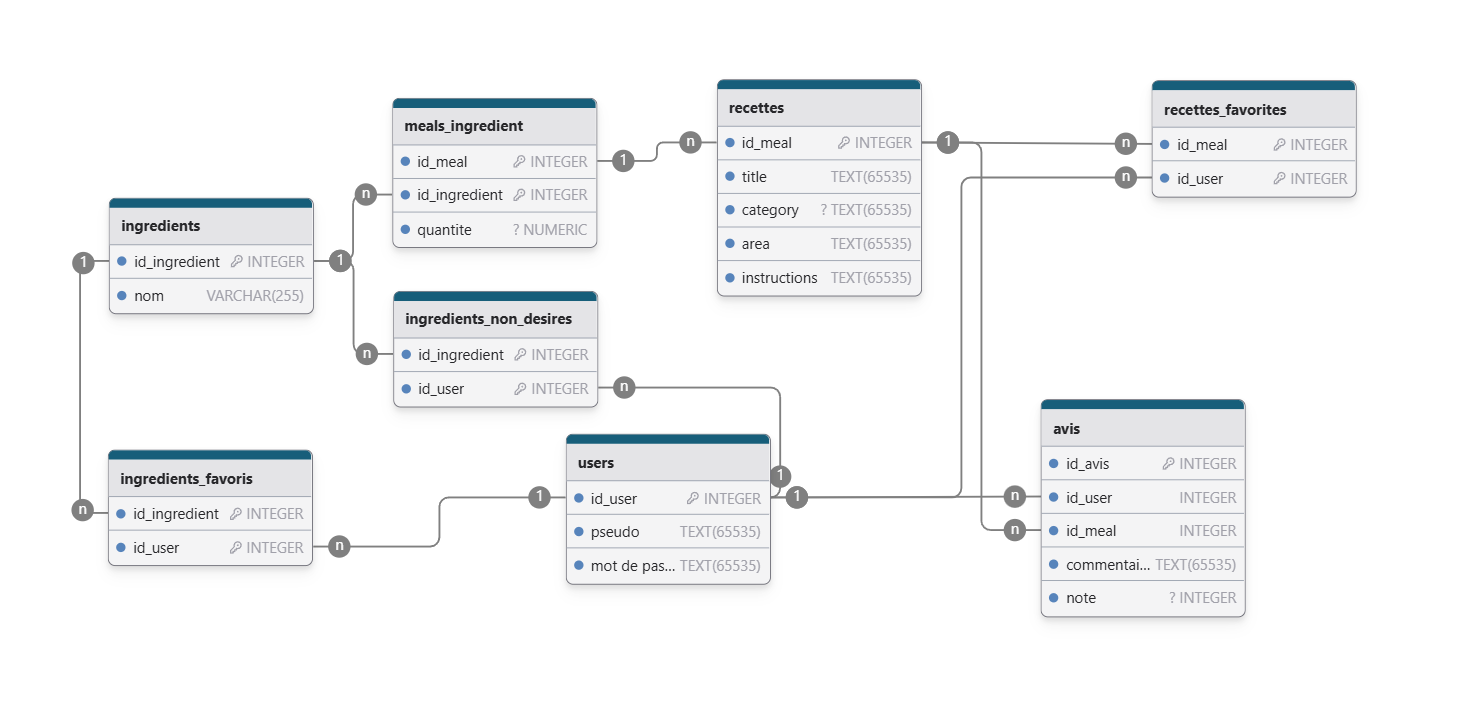 ingredients
id_ingredient INTEGER
nom VARCHAR(255)
ingredients_favoris
id_ingredient INTEGER
id_user INTEGER
meals_ingredient
id_meal INTEGER
id_ingredient INTEGER
quantite ? NUMERIC
ingredients_non_desires
id_ingredient INTEGER
id_user INTEGER
users
id_user INTEGER
pseudo TEXT(65535)
mot de pas... TEXT(65535)
recettes
id_meal INTEGER
title TEXT(65535)
category ? TEXT(65535)
area TEXT(65535)
instructions TEXT(65535)
recettes_favorites
id_meal INTEGER
id_user INTEGER
avis
id_avis INTEGER
id_user INTEGER
id_meal INTEGER
commentai... TEXT(65535)
note ? INTEGER
1
n
1
n
n
n
1
1
n
n
1
1
1
n
n
n
n